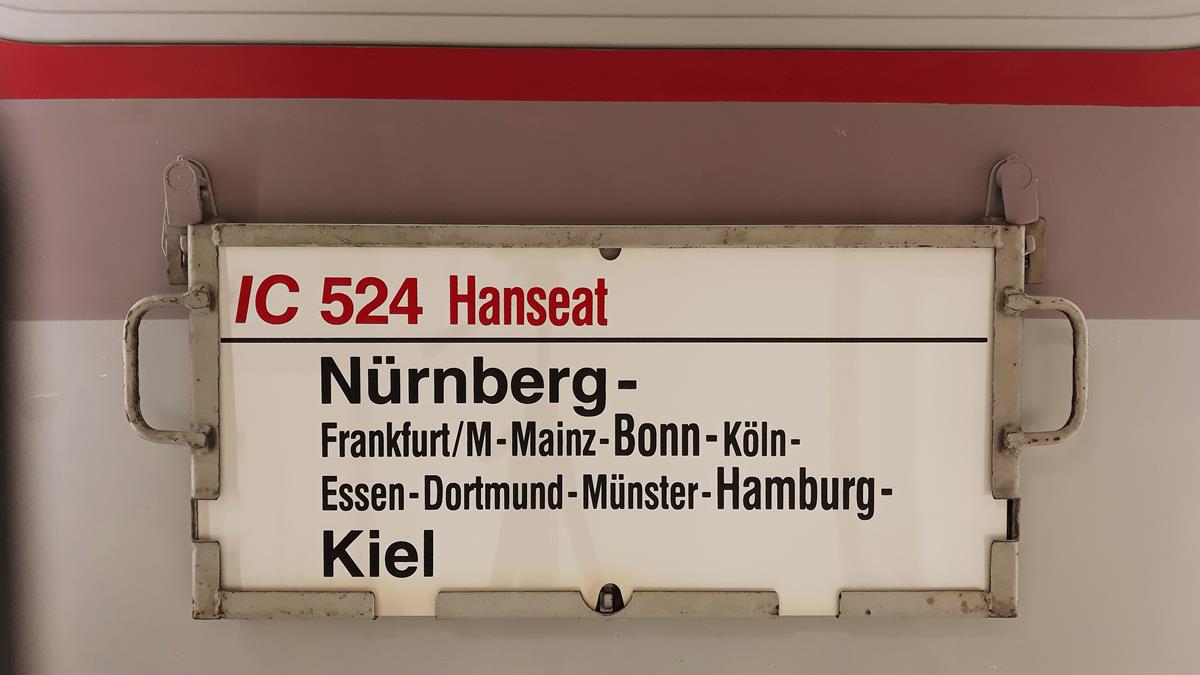 IC 524 Hanseat
Nürnberg-
Frankfurt/M-Mainz-Bonn-Köln-
Essen-Dortmund-Münster-Hamburg-
Kiel